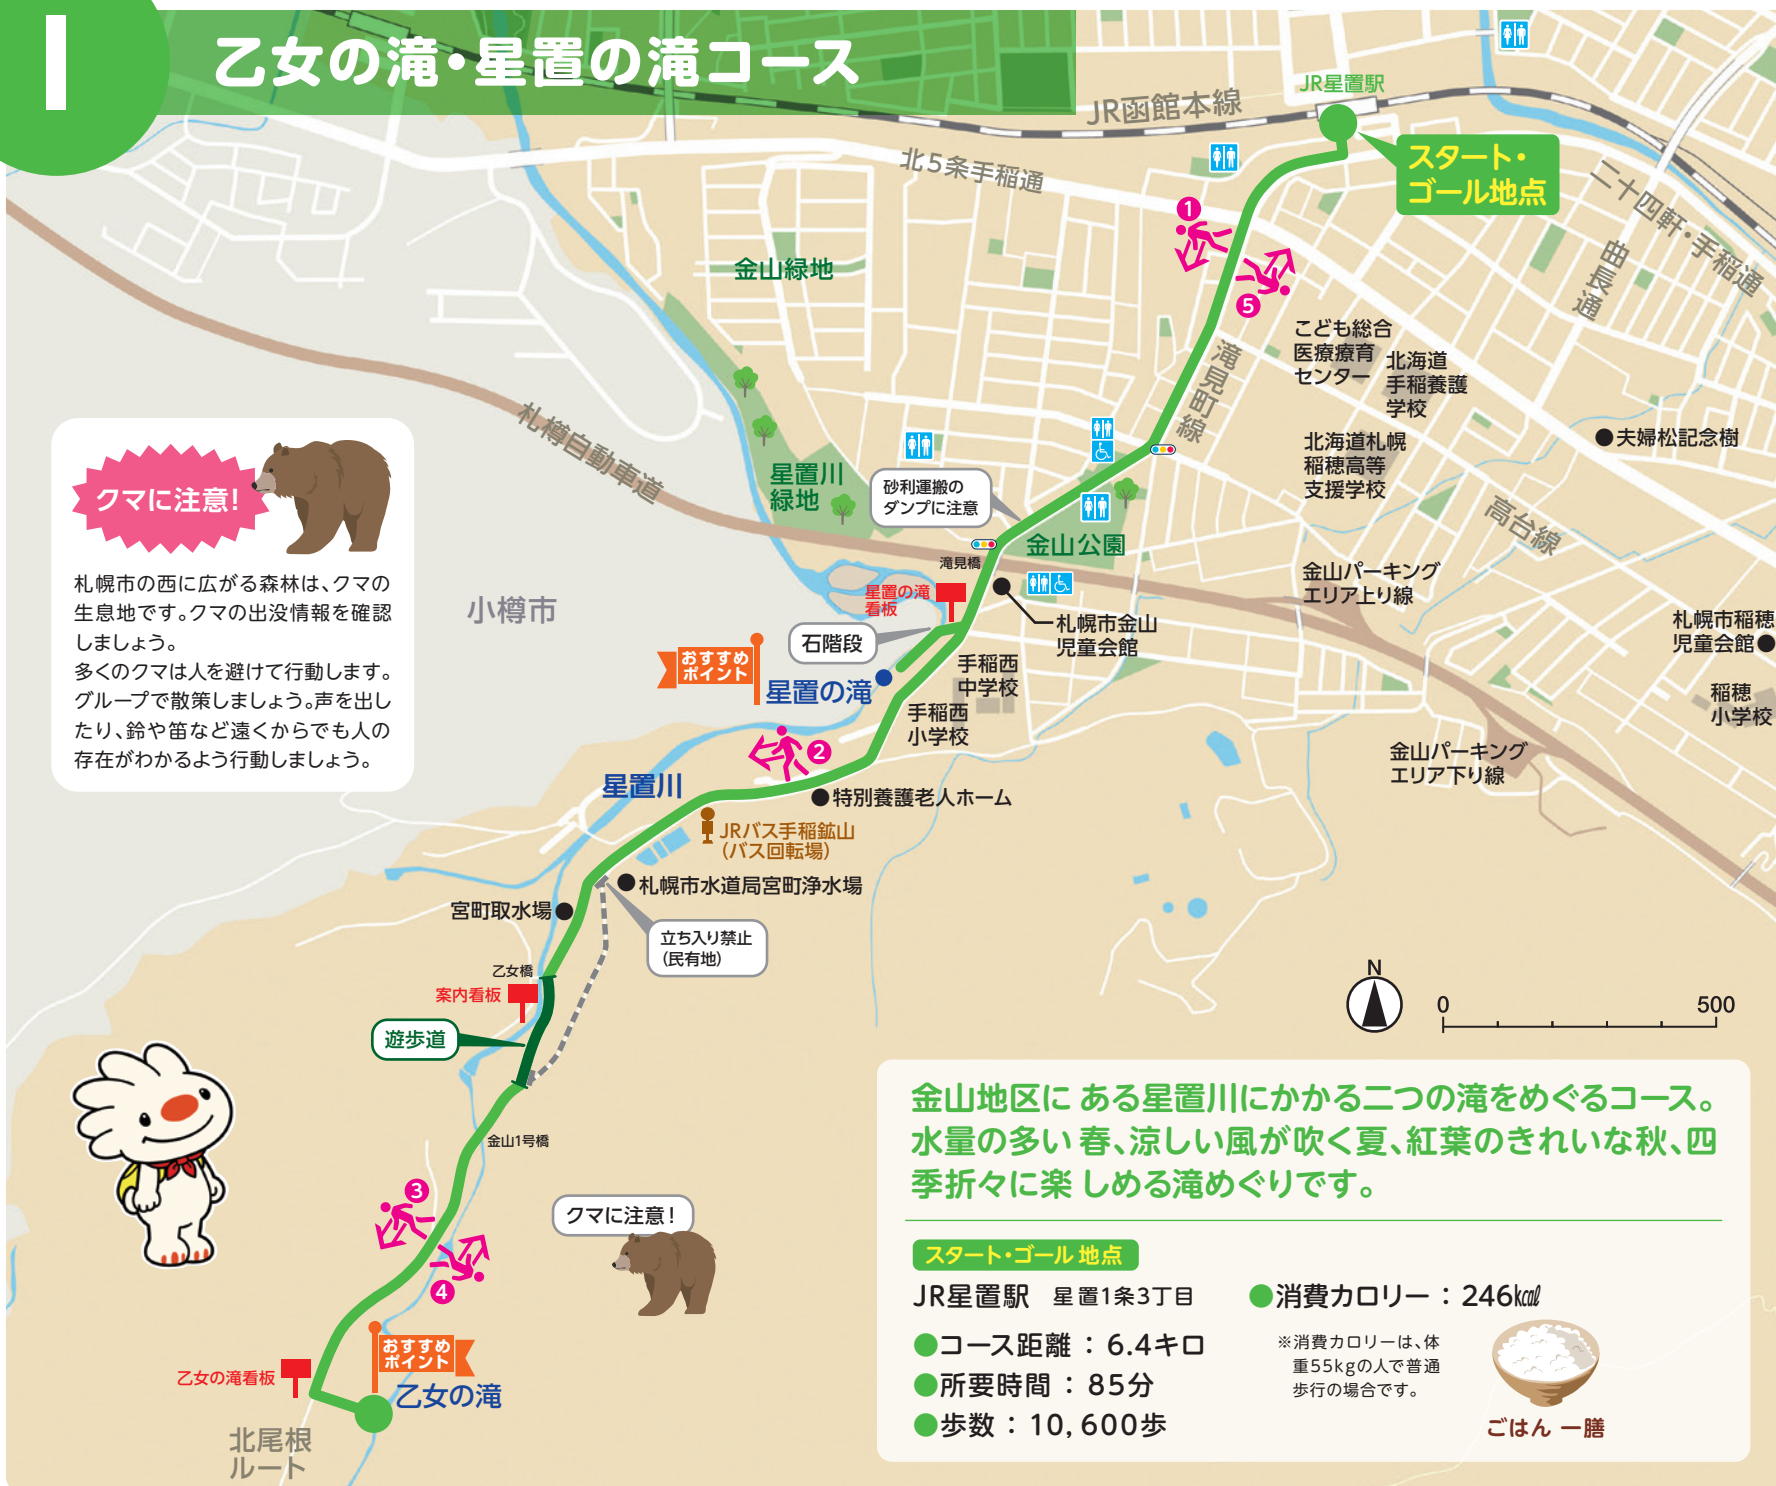 1
乙女の滝・星置の滝コース
JR星置駅
JR函館本線
スタート・
ゴール地点
北5条手稲通
二十四軒・手稲通
曲長通
1
5
金山緑地
滝見町線
こども総合
医療療育
センター
北海道
手稲養護
学校
北海道札幌
稲穂高等
支援学校
夫婦松記念樹
高台線
札樽自動車道
星置川
緑地
砂利運搬の
ダンプに注意
金山公園
滝見橋
クマに注意!
札幌市の西に広がる森林は、クマの
生息地です。クマの出没情報を確認
しましょう。
多くのクマは人を避けて行動します。
グループで散策しましょう。声を出し
たり、鈴や笛など遠くからでも人の
存在がわかるよう行動しましょう。
小樽市
星置の滝
看板
石階段
おすすめ
ポイント
星置の滝
札幌市金山
児童会館
手稲西
中学校
手稲西
小学校
金山パーキング
エリア上り線
金山パーキング
エリア下り線
札幌市稲穂
児童会館
稲穂
小学校
2
星置川
特別養護老人ホーム
JRバス手稲鉱山
(バス回転場)
札幌市水道局宮町浄水場
宮町取水場
立ち入り禁止
(民有地)
乙女橋
案内看板
遊歩道
金山1号橋
3
4
クマに注意!
おすすめ
ポイント
乙女の滝
乙女の滝看板
北尾根
ルート
N
0
500
金山地区に ある星置川にかかる二つの滝をめぐるコース。
水量の多い 春、涼しい風が吹く夏、紅葉のきれいな秋、四
季折々に楽 しめる滝めぐりです。
スタート・ゴール 地点
JR星置駅 星置1条3丁目
●コース距離 : 6.4キロ
●所要時間 : 85分
●歩数 : 10,600歩
●消費カロリー : 246kcal
※消費カロリーは、体
重55kgの人で普通
歩行の場合です。
ごはん 一膳